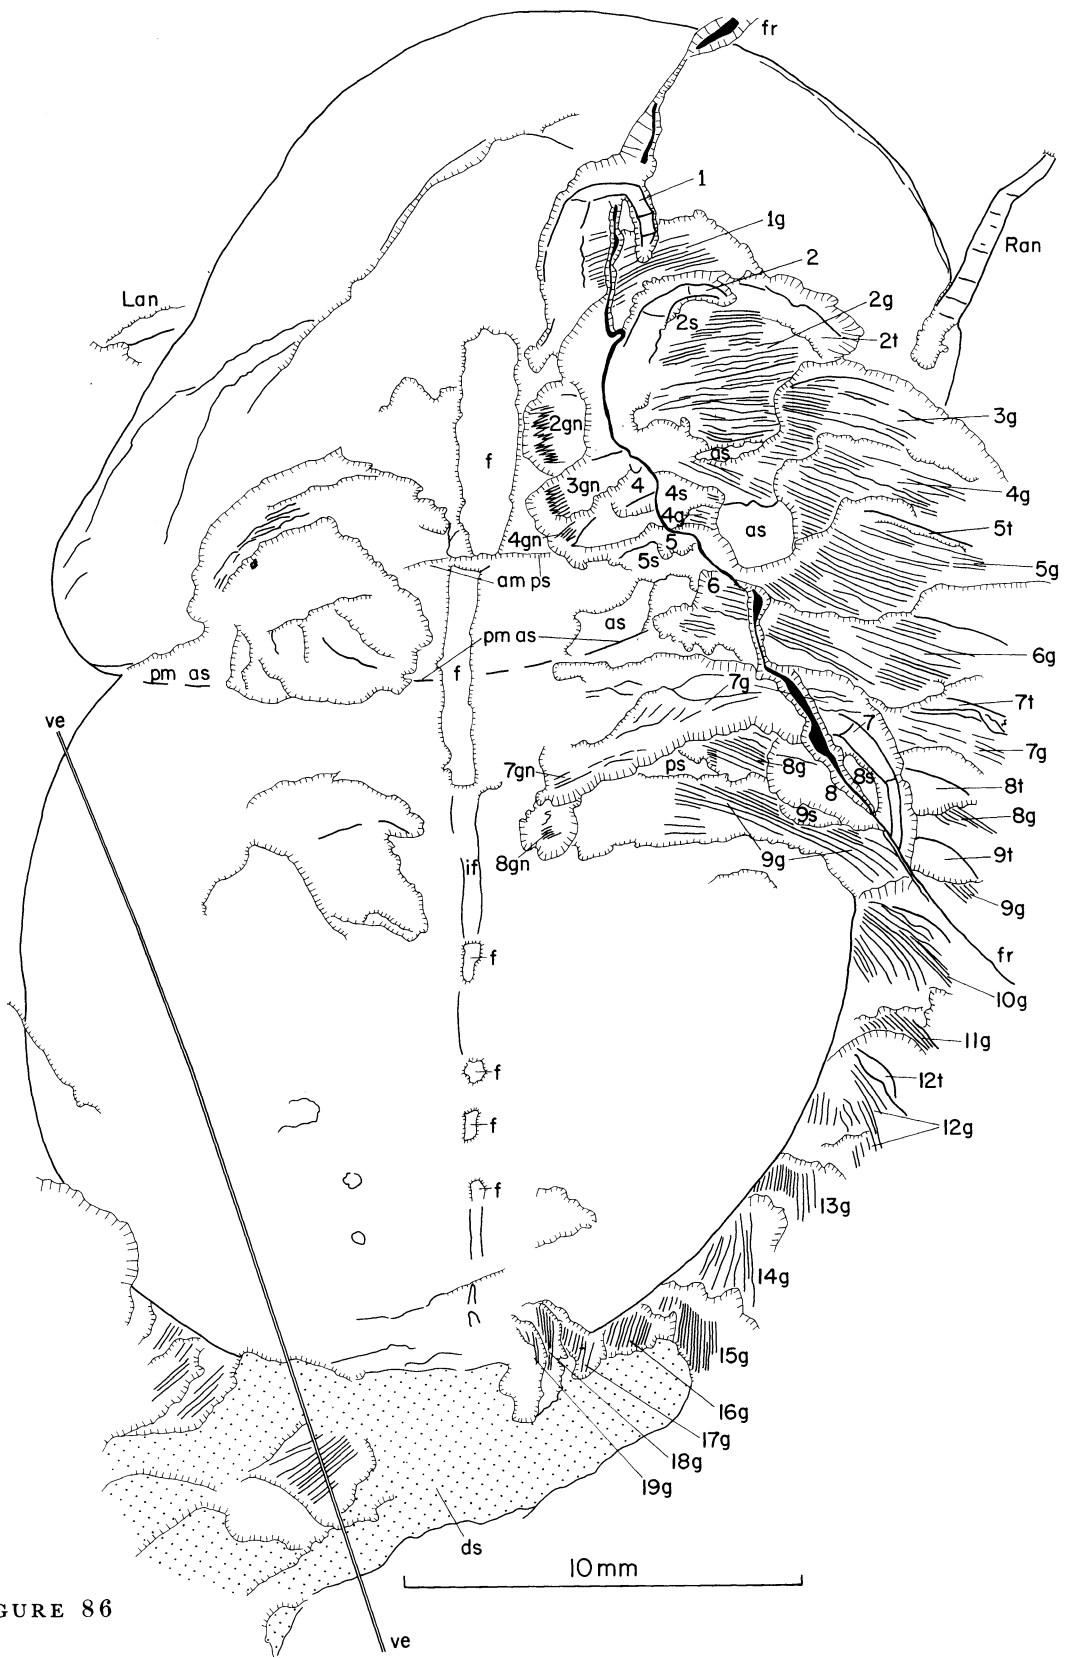 fr
1
1g
Ran
2
Lan
2g
2s
2t
3g
2gn
as
f
3gn 4 4s
4g
4g
as
5t
4gn 5
5s
5g
am ps
6
as
pm as
6g
f
pm as
7g
7t
ve
7
7g
7gn ps 8g 8s
8t
8
9s
8g
9g
9t
8gn
if
9g
f
fr
10g
11g
f
12t
f
12g
f
13g
14g
15g
16g
17g
18g
19g
ds
10mm
GURE 86
ve